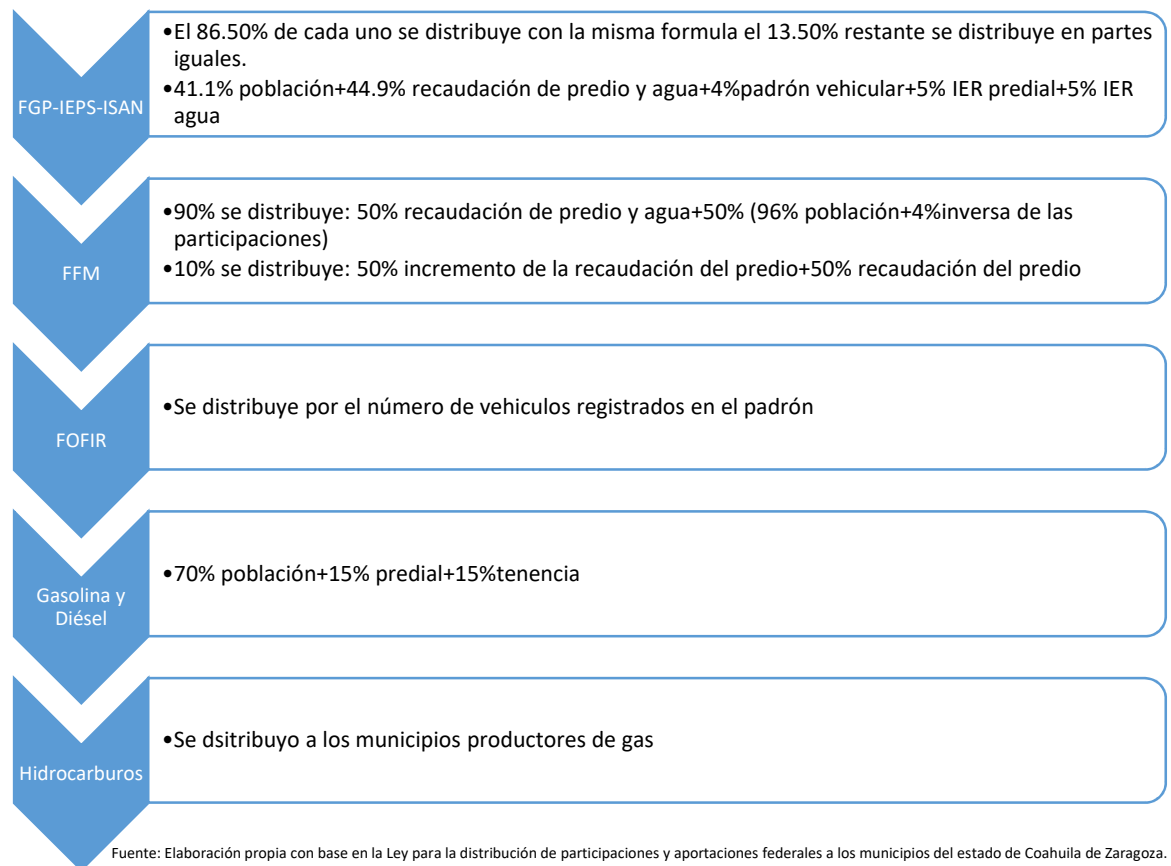 FGP-IEPS-ISAN
•El 86.50% de cada uno se distribuye con la misma formula el 13.50% restante se distribuye en partes
iguales.
•41.1% población+44.9% recaudación de predio y agua+4%padrón vehicular+5% IER predial+5% IER
agua
FFM
•90% se distribuye: 50% recaudación de predio y agua+50% (96% población+4%inversa de las
participaciones)
•10% se distribuye: 50% incremento de la recaudación del predio+50% recaudación del predio
FOFIR
•Se distribuye por el número de vehiculos registrados en el padrón
Gasolina y
Diésel
•70% población+15% predial+15%tenencia
Hidrocarburos
•Se dsitribuyo a los municipios productores de gas
Fuente: Elaboración propia con base en la Ley para la distribución de participaciones y aportaciones federales a los municipios del estado de Coahuila de Zaragoza.